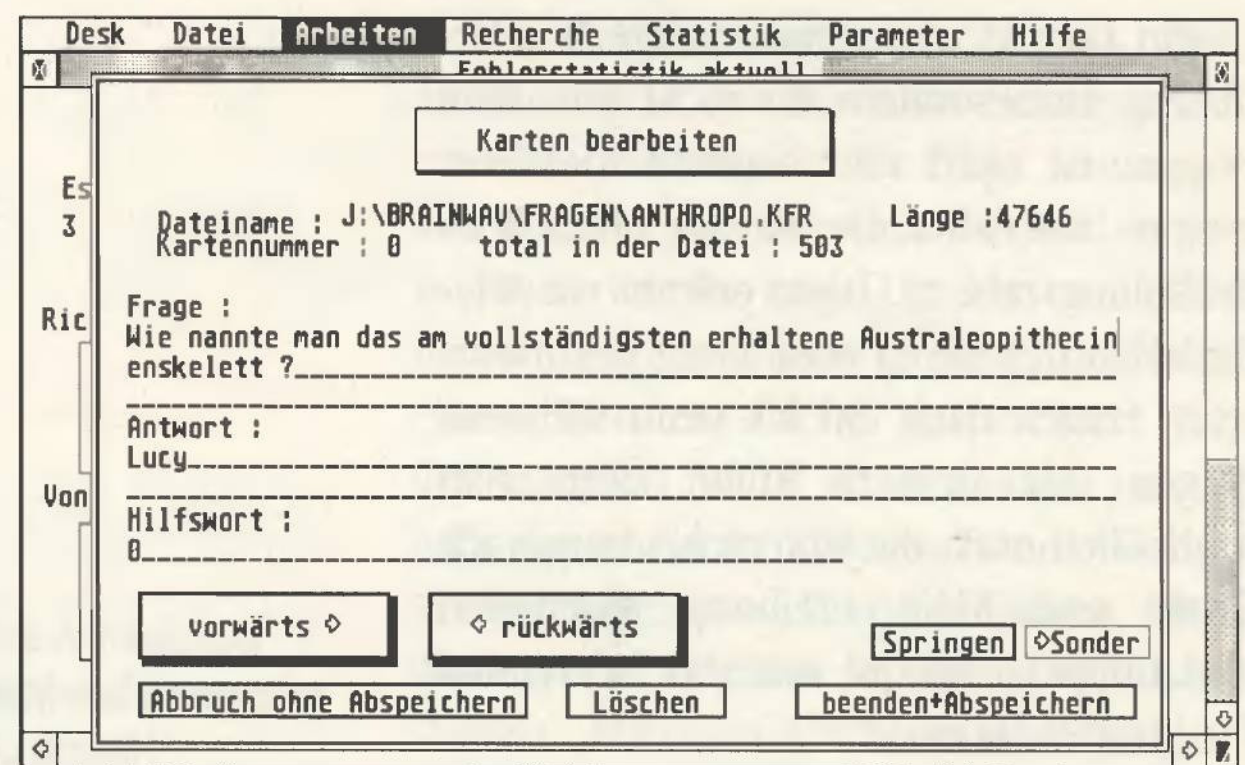 Desk Datei Arbeiten Recherche Statistik Parameter Hilfe
Fehlerstatistik aktuell
Karten bearbeiten
Es
3
Dateiname : J:\BRAINWAV\FRAGEN\ANTHROPO.KFR Länge :47646
Kartennummer : 0 total in der Datei : 503
Ric
Frage :
Wie nannte man das am vollständigsten erhaltene Australeopithecin
enskelett ?
Antwort :
Lucy
Von
Hilfswort :
0
vorwärts ⇨ ⇦ rückwärts
Springen ⇨Sonder
Abbruch ohne Abspeichern Löschen beenden+Abspeichern